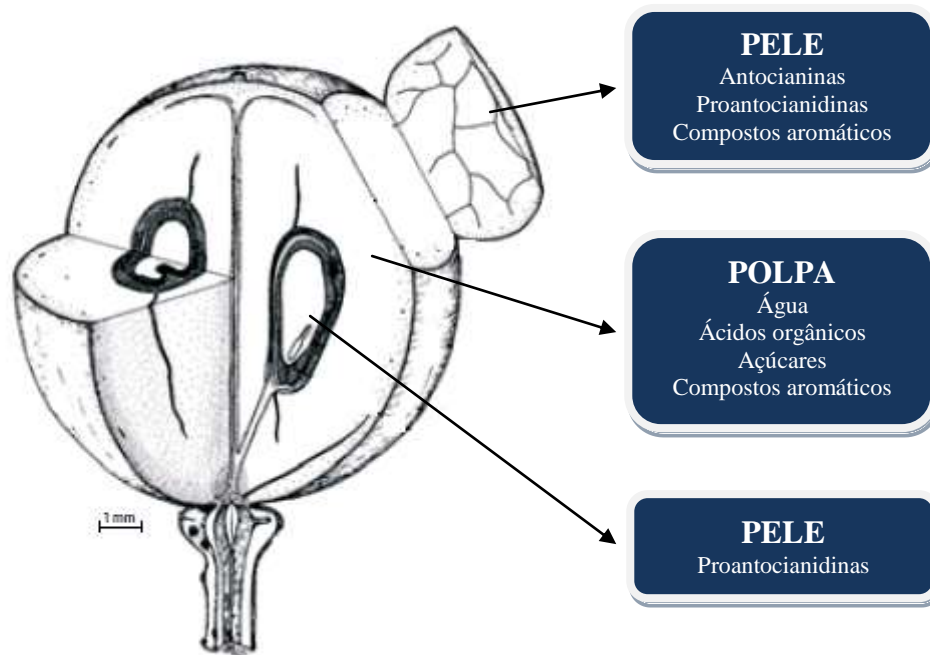 PELE
Antocianinas
Proantocianidinas
Compostos aromáticos
POLPA
Água
Ácidos orgânicos
Açúcares
Compostos aromáticos
1 mm
PELE
Proantocianidinas